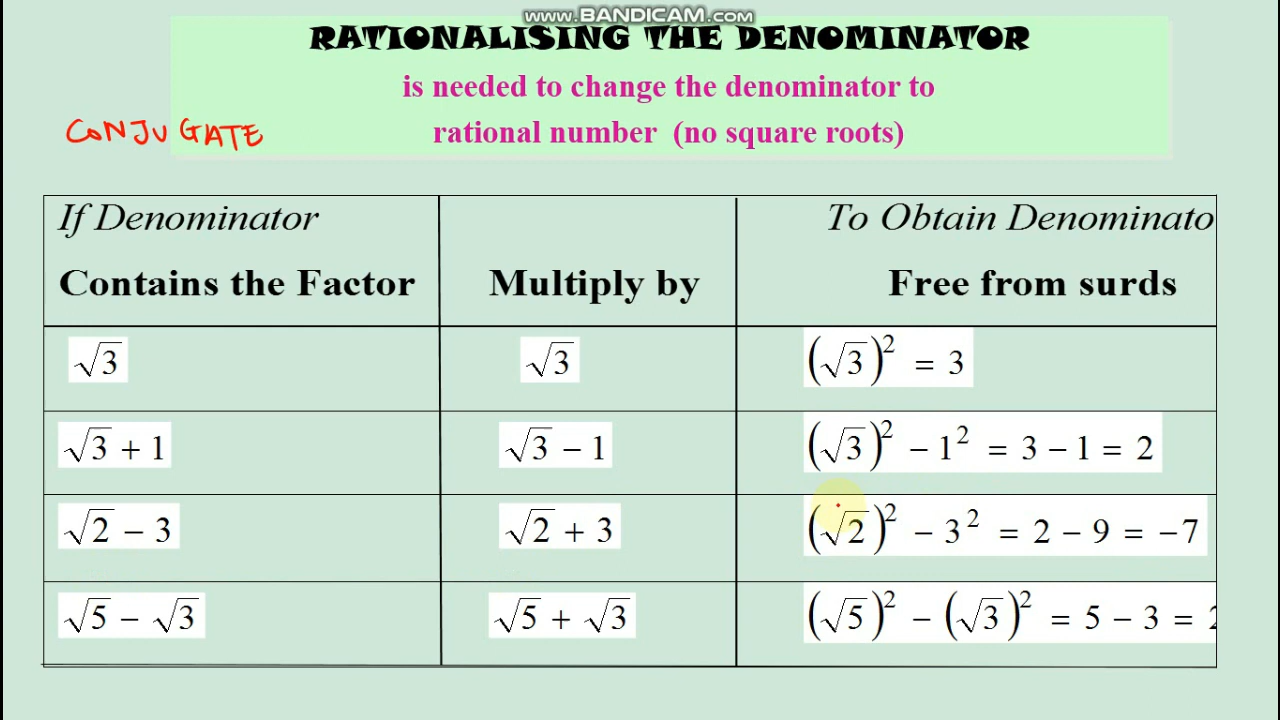 www.BANDICAM.com
RATIONALISING THE DENOMINATOR
is needed to change the denominator to
CONJUGATE
rational number (no square roots)
If Denominator
Contains the Factor
Multiply by
To Obtain Denominato
Free from surds
√3
√3
(√3)² = 3
√3 + 1
√3 − 1
(√3)² − 1² = 3 − 1 = 2
√2 − 3
√2 + 3
(√2)² − 3² = 2 − 9 = −7
√5 − √3
√5 + √3
(√5)² − (√3)² = 5 − 3 = 2